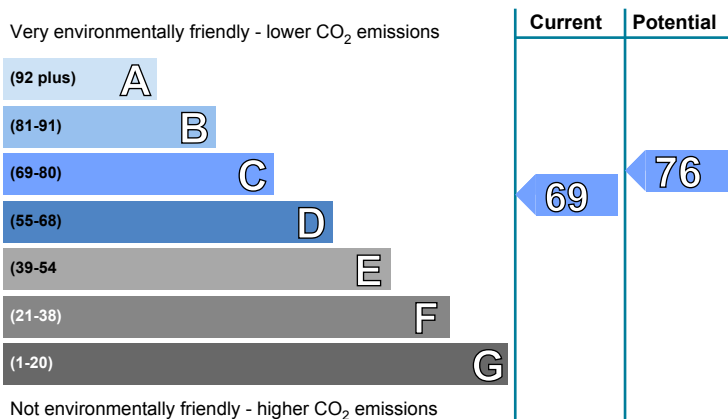 Current Potential
Very environmentally friendly - lower CO2 emissions
(92 plus) A
(81-91) B
(69-80) C
76
69
(55-68) D
(39-54 E
(21-38) F
(1-20) G
Not environmentally friendly - higher CO2 emissions